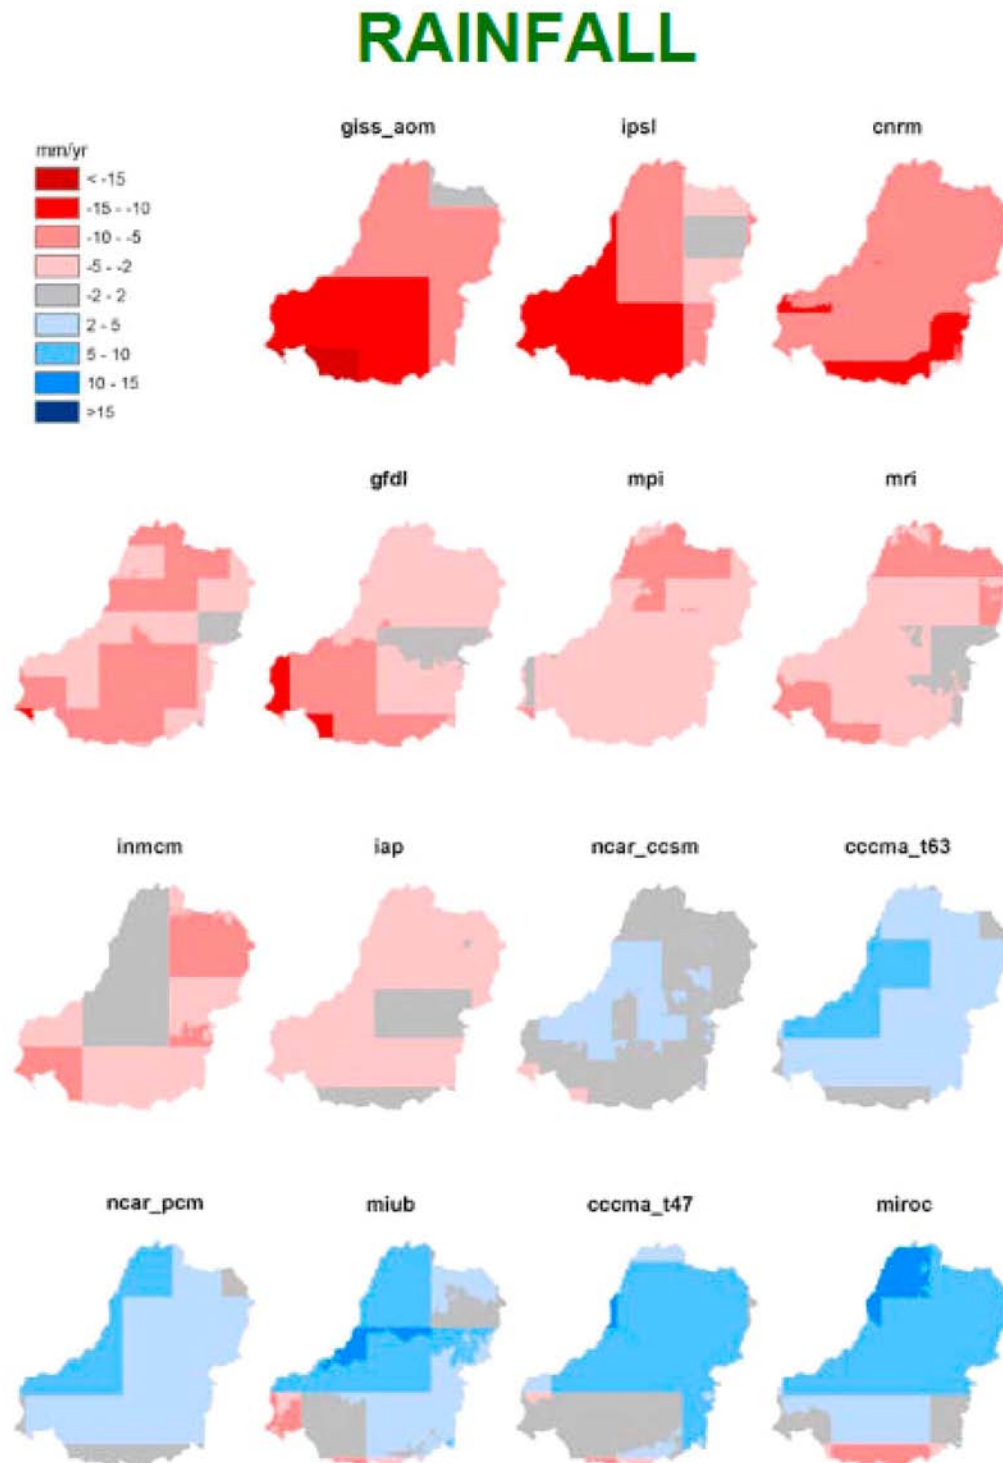 RAINFALL
giss_aom ipsl cnrm
mm/yr
< -15
-15 - -10
-10 - -5
-5 - -2
-2 - 2
2 - 5
5 - 10
10 - 15
>15
gfdl mpi mri
inmcm iap ncar_ccsm cccma_t63
ncar_pcm miub cccma_t47 miroc